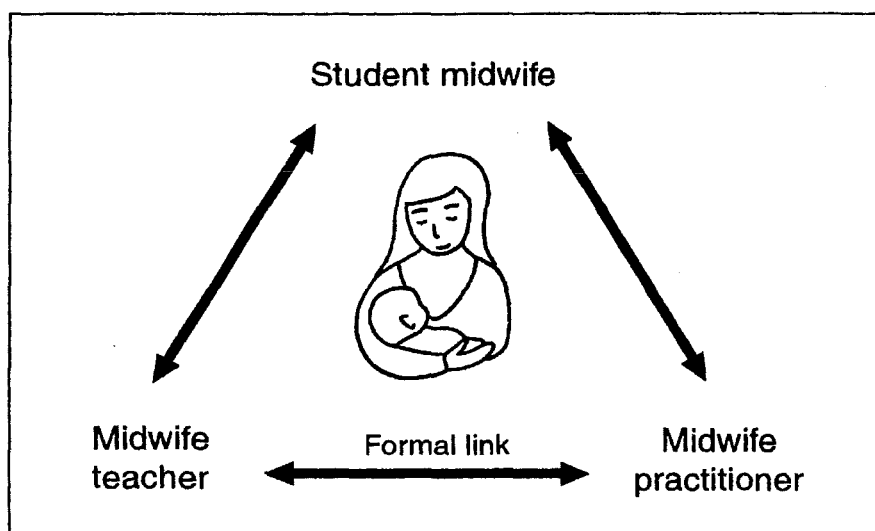 Student midwife
Formal link
Midwife
teacher
Midwife
practitioner